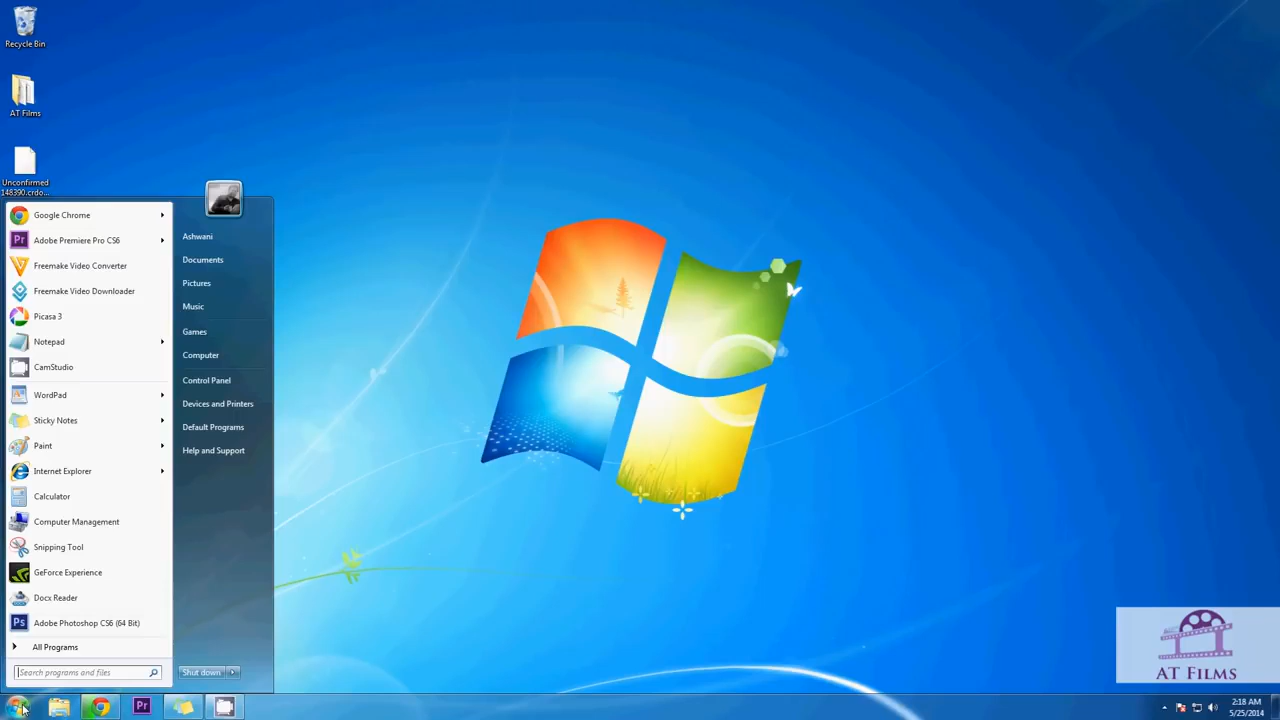 Recycle Bin
AT Films
Unconfirmed
148390.crdo...
Google Chrome
Adobe Premiere Pro CS6
Freemake Video Converter
Freemake Video Downloader
Picasa 3
Notepad
CamStudio
WordPad
Sticky Notes
Paint
Internet Explorer
Calculator
Computer Management
Snipping Tool
GeForce Experience
Docx Reader
Adobe Photoshop CS6 (64 Bit)
All Programs
Search programs and files
Ashwani
Documents
Pictures
Music
Games
Computer
Control Panel
Devices and Printers
Default Programs
Help and Support
Shut down
AT FILMS
2:18 AM
5/25/2014